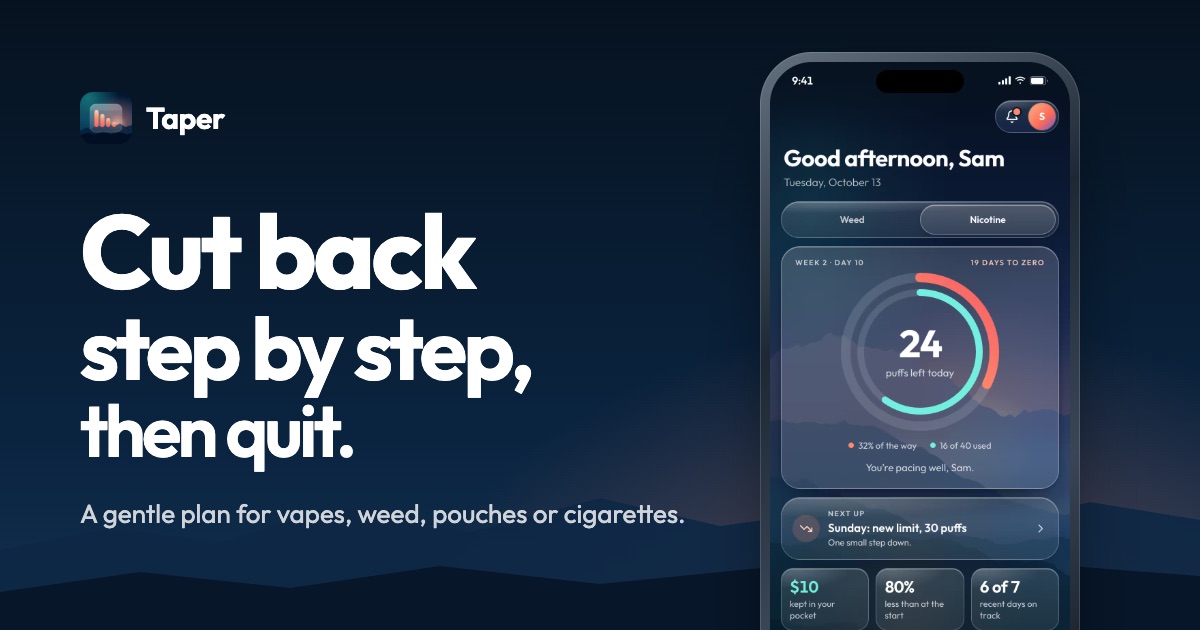 Taper
Cut back
step by step,
then quit.
A gentle plan for vapes, weed, pouches or cigarettes.
9:41
S
Good afternoon, Sam
Tuesday, October 13
Weed
Nicotine
WEEK 2 · DAY 10
19 DAYS TO ZERO
24
puffs left today
32% of the way
16 of 40 used
You're pacing well, Sam.
NEXT UP
Sunday: new limit, 30 puffs
One small step down.
$10
kept in your
pocket
80%
less than at the
start
6 of 7
recent days on
track